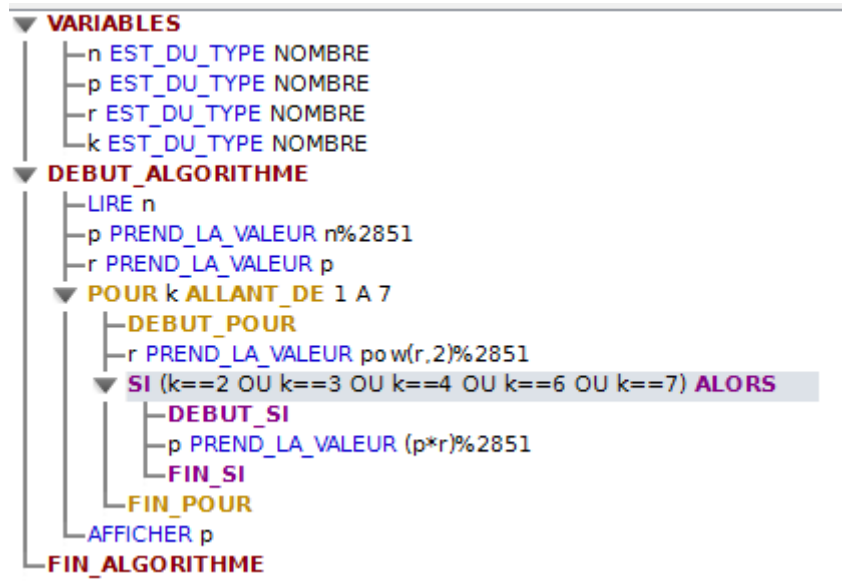 VARIABLES
n EST_DU_TYPE NOMBRE
p EST_DU_TYPE NOMBRE
r EST_DU_TYPE NOMBRE
k EST_DU_TYPE NOMBRE
DEBUT_ALGORITHME
LIRE n
p PREND_LA_VALEUR n%2851
r PREND_LA_VALEUR p
POUR k ALLANT_DE 1 A 7
DEBUT_POUR
r PREND_LA_VALEUR pow(r,2)%2851
SI (k==2 OU k==3 OU k==4 OU k==6 OU k==7) ALORS
DEBUT_SI
p PREND_LA_VALEUR (p*r)%2851
FIN_SI
FIN_POUR
AFFICHER p
FIN_ALGORITHME